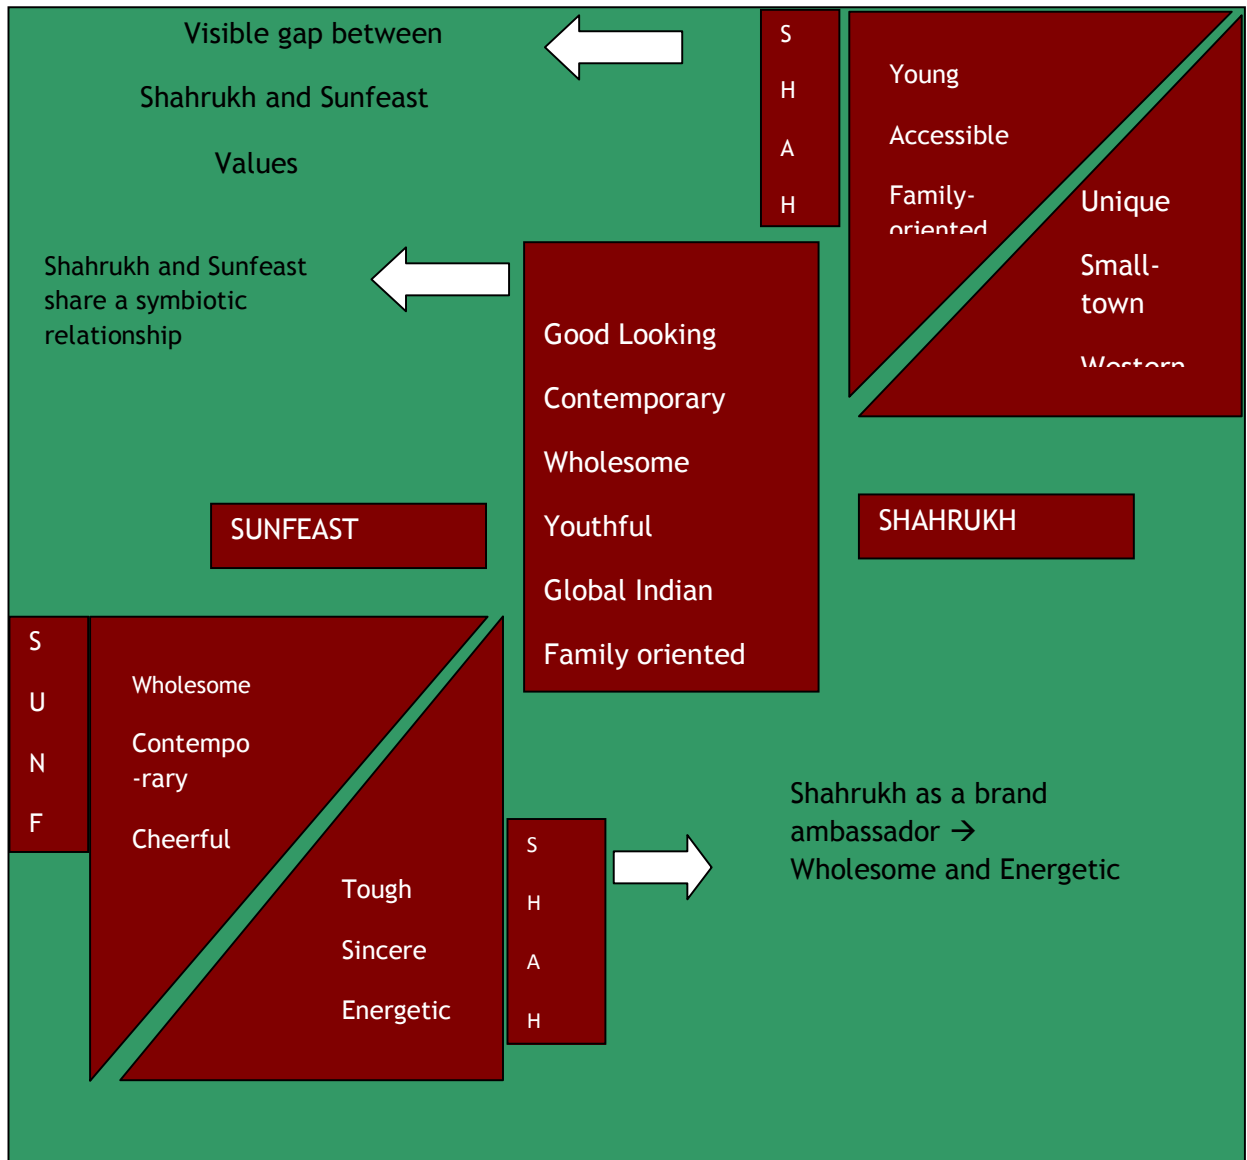 Visible gap between
Shahrukh and Sunfeast
Values
S
H
A
H
Young
Accessible
Family-
oriented
Unique
Small-
town
Western
Shahrukh and Sunfeast
share a symbiotic
relationship
Good Looking
Contemporary
Wholesome
Youthful
Global Indian
Family oriented
SUNFEAST
SHAHRUKH
S
U
N
F
Wholesome
Contempo
-rary
Cheerful
Tough
Sincere
Energetic
S
H
A
H
Shahrukh as a brand
ambassador →
Wholesome and Energetic